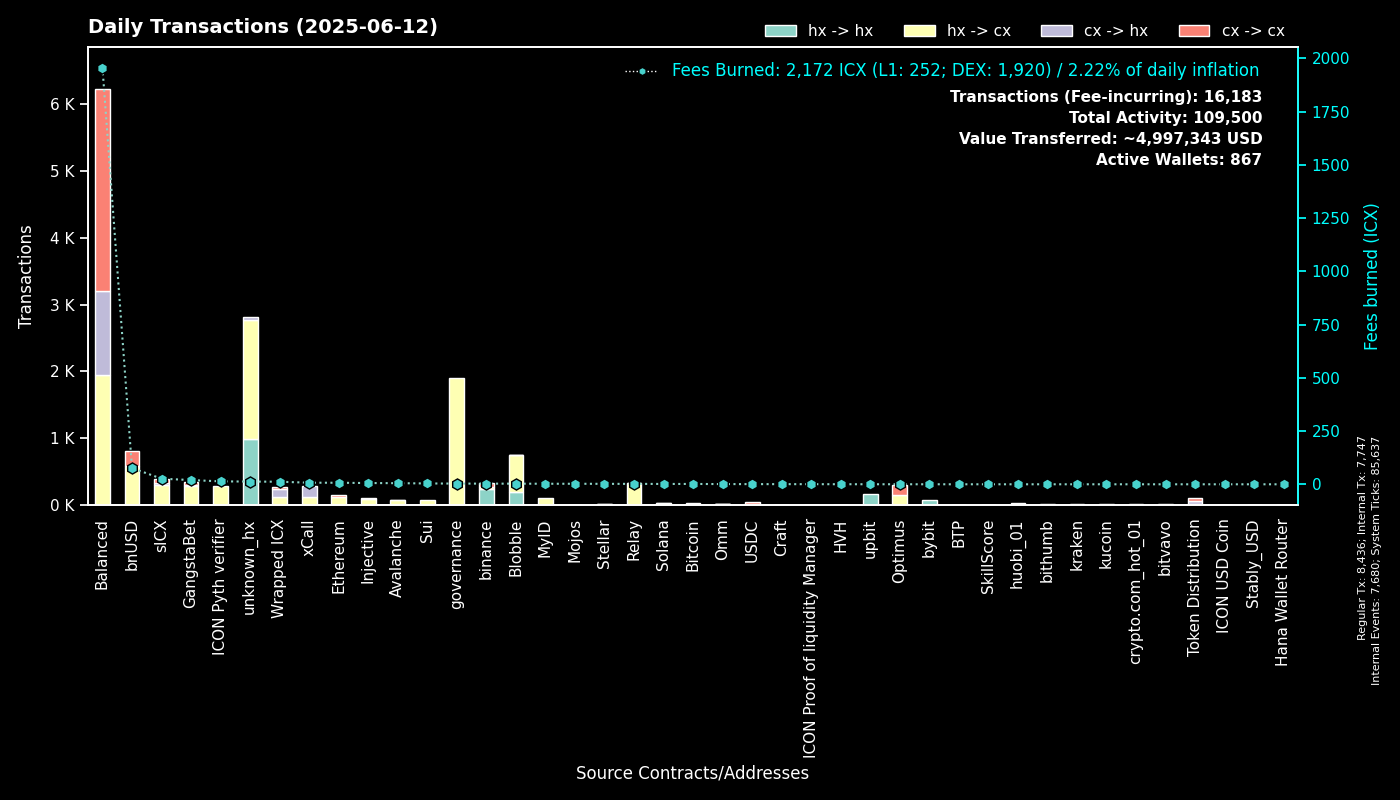 Daily Transactions (2025-06-12)
hx -> hx
hx -> cx
cx -> hx
cx -> cx
Fees Burned: 2,172 ICX (L1: 252; DEX: 1,920) / 2.22% of daily inflation
Transactions (Fee-incurring): 16,183
Total Activity: 109,500
Value Transferred: ~4,997,343 USD
Active Wallets: 867
Transactions
6 K
5 K
4 K
3 K
2 K
1 K
0 K
2000
1750
1500
1250
1000
750
500
250
0
Fees burned (ICX)
Regular Tx: 8,436; Internal Tx: 7,747
Internal Events: 7,680; System Ticks: 85,637
Balanced
bnUSD
sICX
GangstaBet
ICON Pyth verifier
unknown_hx
Wrapped ICX
xCall
Ethereum
Injective
Avalanche
Sui
governance
binance
Blobble
MyID
Mojos
Stellar
Relay
Solana
Bitcoin
Omm
USDC
Craft
ICON Proof of liquidity Manager
HVH
upbit
Optimus
bybit
BTP
SkillScore
huobi_01
bithumb
kraken
kucoin
crypto.com_hot_01
bitvavo
Token Distribution
ICON USD Coin
Stably_USD
Hana Wallet Router
Source Contracts/Addresses